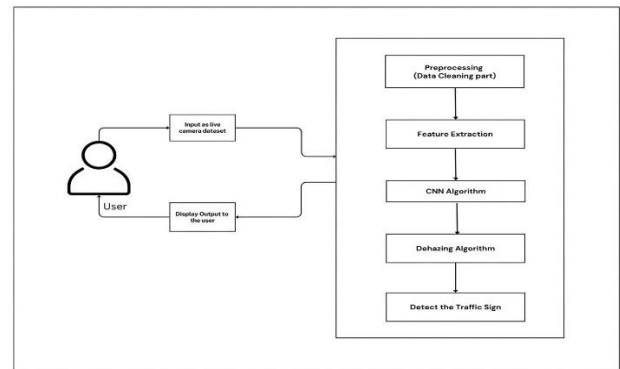 Input as live
camera dataset
User
Display Output to
the user
Preprocessing
(Data Cleaning part)
Feature Extraction
CNN Algorithm
Dehazing Algorithm
Detect the Traffic Sign